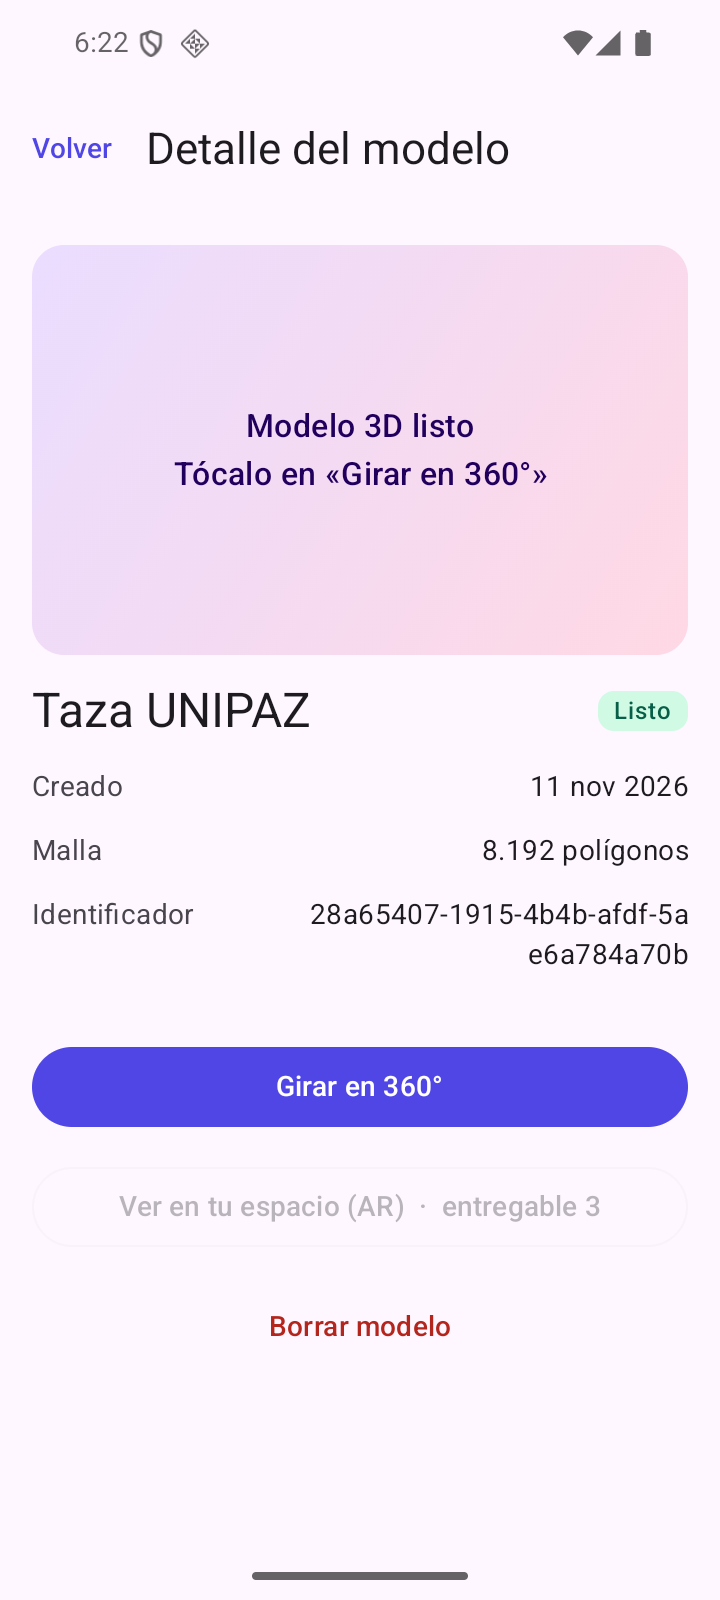 6:22
Volver
Detalle del modelo
Modelo 3D listo
Tócalo en «Girar en 360°»
Taza UNIPAZ
Listo
Creado
11 nov 2026
Malla
8.192 polígonos
Identificador
28a65407-1915-4b4b-afdf-5a
e6a784a70b
Girar en 360°
Ver en tu espacio (AR) · entregable 3
Borrar modelo